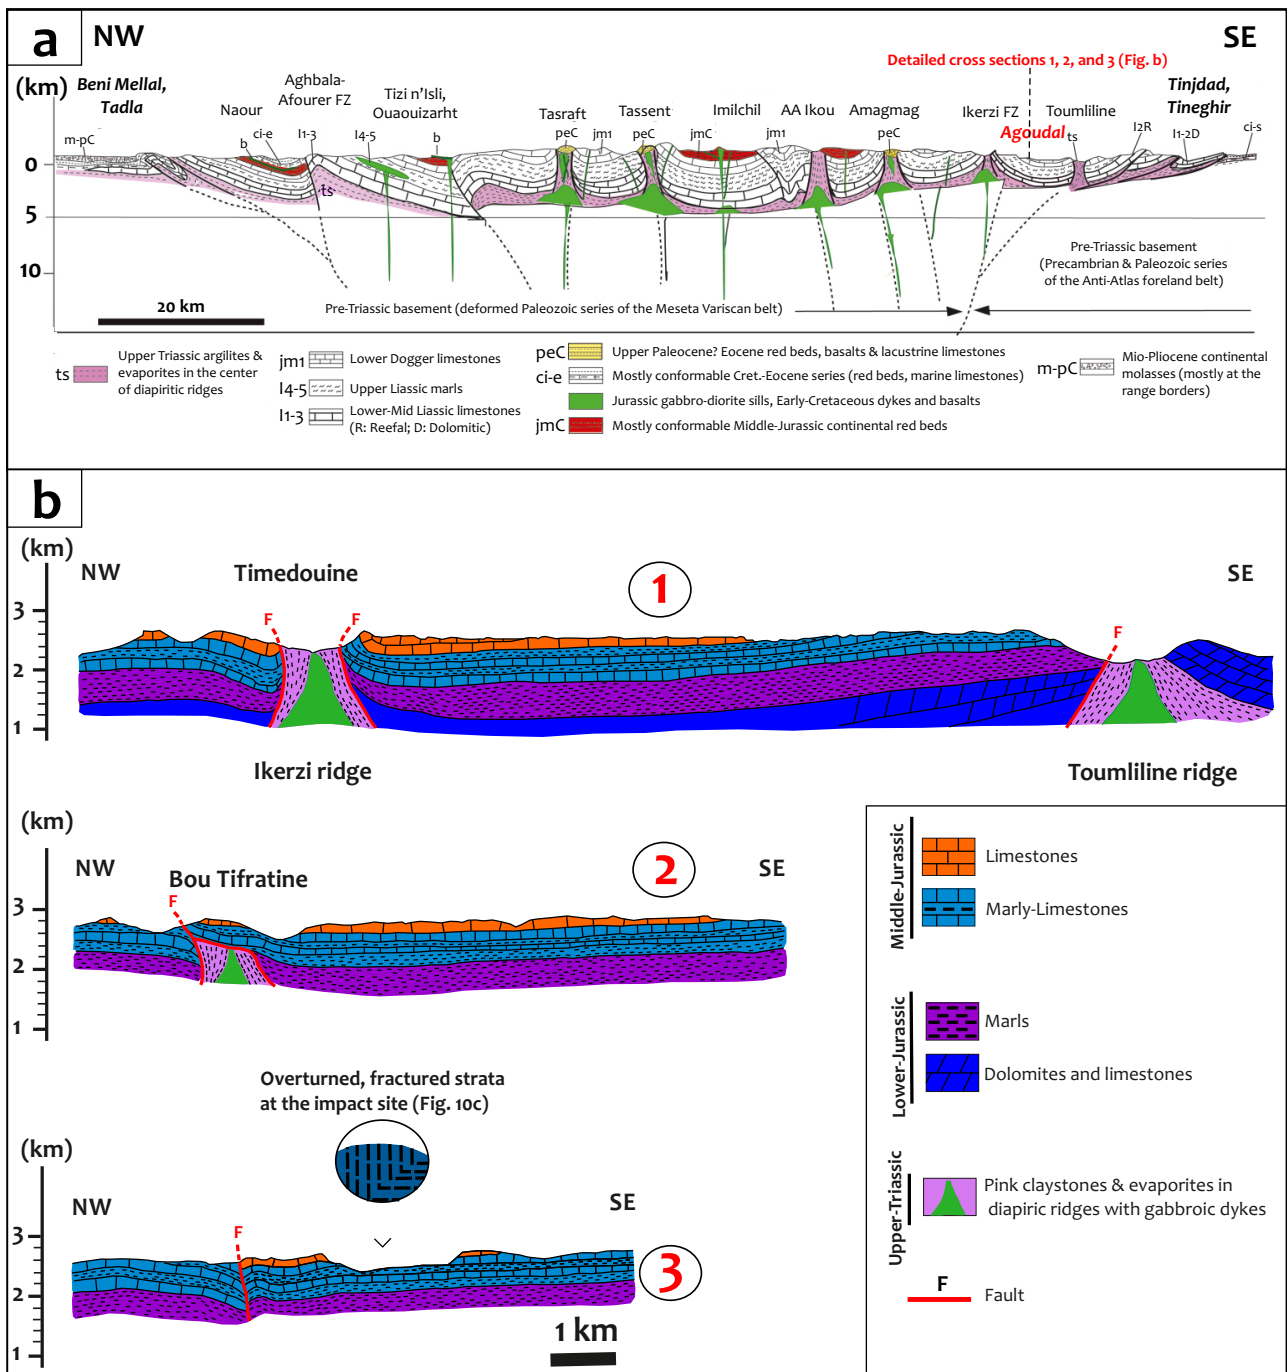 a
NW
SE
(km)
Detailed cross sections 1, 2, and 3 (Fig. b)
Beni Mellal,
Tadla
Naour
Aghbala-
Afourer FZ
Tizi n'Isli,
Ouaouizarht
Tasraft
Tassent
Imilchil
AA Ikou
Amagmag
Ikerzi FZ
Agoudal
Toumliline
Tinjdad,
Tineghir
m-pC
b
ci-e
l1-3
l4-5
b
peC
jm1
peC
jmC
jm1
peC
ts
l2R
l1-2D
ci-s
0
5
10
ts
20 km
Pre-Triassic basement (deformed Paleozoic series of the Meseta Variscan belt)
Pre-Triassic basement
(Precambrian & Paleozoic series
of the Anti-Atlas foreland belt)
ts
Upper Triassic argilites &
evaporites in the center
of diapiritic ridges
jm1
Lower Dogger limestones
l4-5
Upper Liassic marls
l1-3
Lower-Mid Liassic limestones
(R: Reefal; D: Dolomitic)
peC
Upper Paleocene? Eocene red beds, basalts & lacustrine limestones
ci-e
Mostly conformable Cret.-Eocene series (red beds, marine limestones)
Jurassic gabbro-diorite sills, Early-Cretaceous dykes and basalts
jmC
Mostly conformable Middle-Jurassic continental red beds
m-pC
Mio-Pliocene continental
molasses (mostly at the
range borders)
b
(km)
NW
Timedouine
1
SE
3
2
1
F
F
F
Ikerzi ridge
Toumliline ridge
(km)
NW
Bou Tifratine
2
SE
3
2
1
F
Overturned, fractured strata
at the impact site (Fig. 10c)
(km)
NW
SE
3
2
1
F
3
1 km
Middle-Jurassic
Limestones
Marly-Limestones
Lower-Jurassic
Marls
Dolomites and limestones
Upper-Triassic
Pink claystones & evaporites in
diapiric ridges with gabbroic dykes
F
Fault